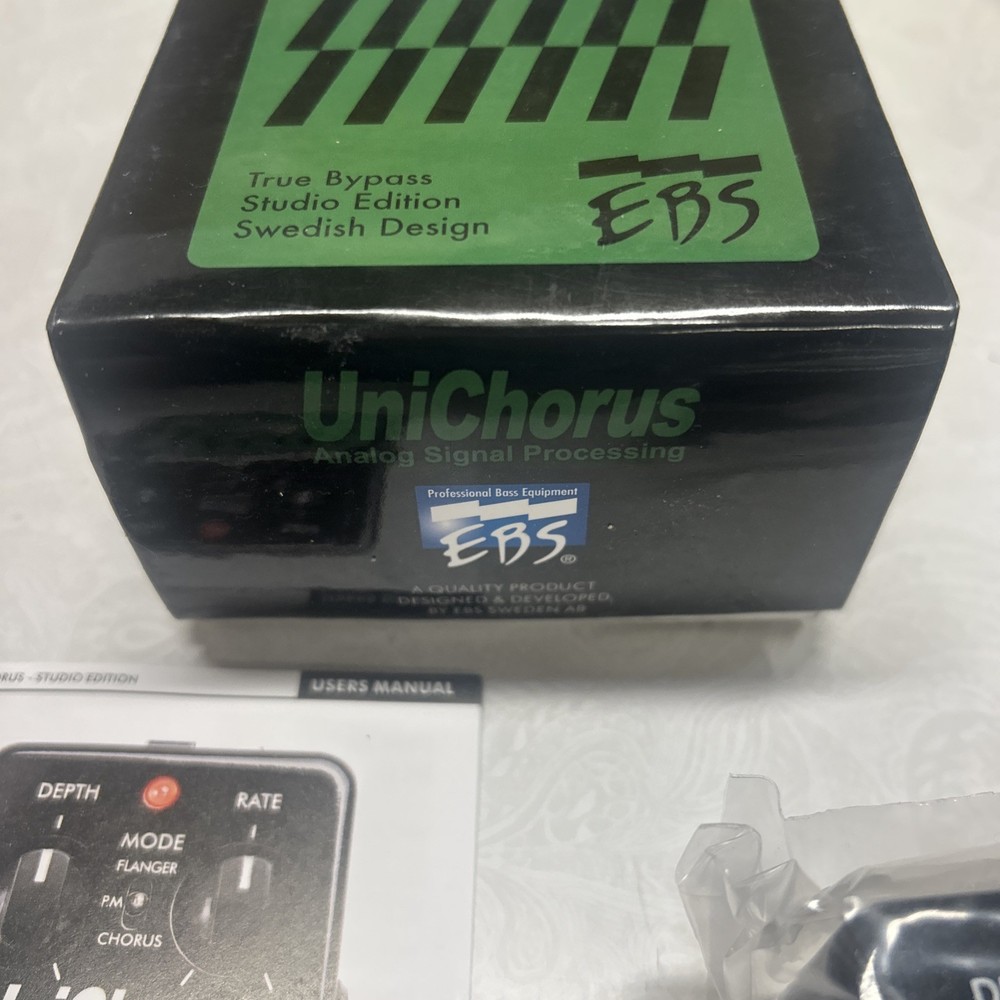 True Bypass
Studio Edition
Swedish Design
EBS
UniChorus
Analog Signal Processing
Professional Bass Equipment
EBS®
A QUALITY PRODUCT
DESIGNED & DEVELOPED
BY EBS SWEDEN AB
STUDIO EDITION
USERS MANUAL
DEPTH
RATE
MODE
FLANGER
P.M
CHORUS